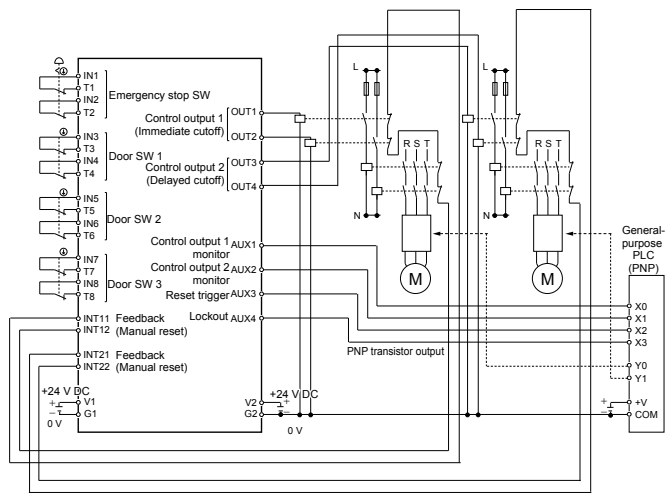 IN1
T1
IN2
T2
Emergency stop SW
IN3
T3
IN4
T4
Door SW 1
IN5
T5
IN6
T6
Door SW 2
IN7
T7
IN8
T8
Door SW 3
INT11 Feedback
INT12 (Manual reset)
INT21 Feedback
INT22 (Manual reset)
+24 V DC
+
V1
−
G1
0 V
Control output 1
(Immediate cutoff)
OUT1
OUT2
Control output 2
(Delayed cutoff)
OUT3
OUT4
Control output 1
monitor
AUX1
Control output 2
monitor
AUX2
Reset trigger
AUX3
Lockout
AUX4
V2
G2
+24 V DC
+
−
0 V
PNP transistor output
L
R S T
N
M
L
R S T
N
M
General-
purpose
PLC
(PNP)
X0
X1
X2
X3
Y0
Y1
+
+V
−
COM